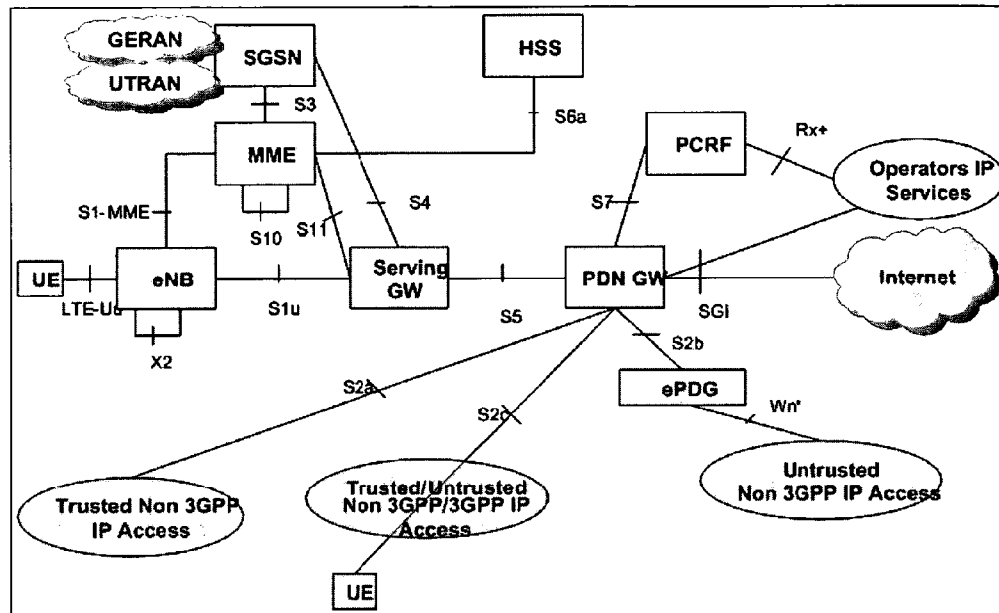 GERAN
SGSN
HSS
UTRAN
S3
S6a
MME
PCRF
Rx+
Operators IP
Services
S1-MME
S10
S11
S4
S7
UE
eNB
Serving
GW
PDN GW
Internet
LTE-Uu
S1u
S5
SGi
X2
S2b
S2a
ePDG
S2c
Wn*
Trusted Non 3GPP
IP Access
Trusted/Untrusted
Non 3GPP/3GPP IP
Access
Untrusted
Non 3GPP IP Access
UE